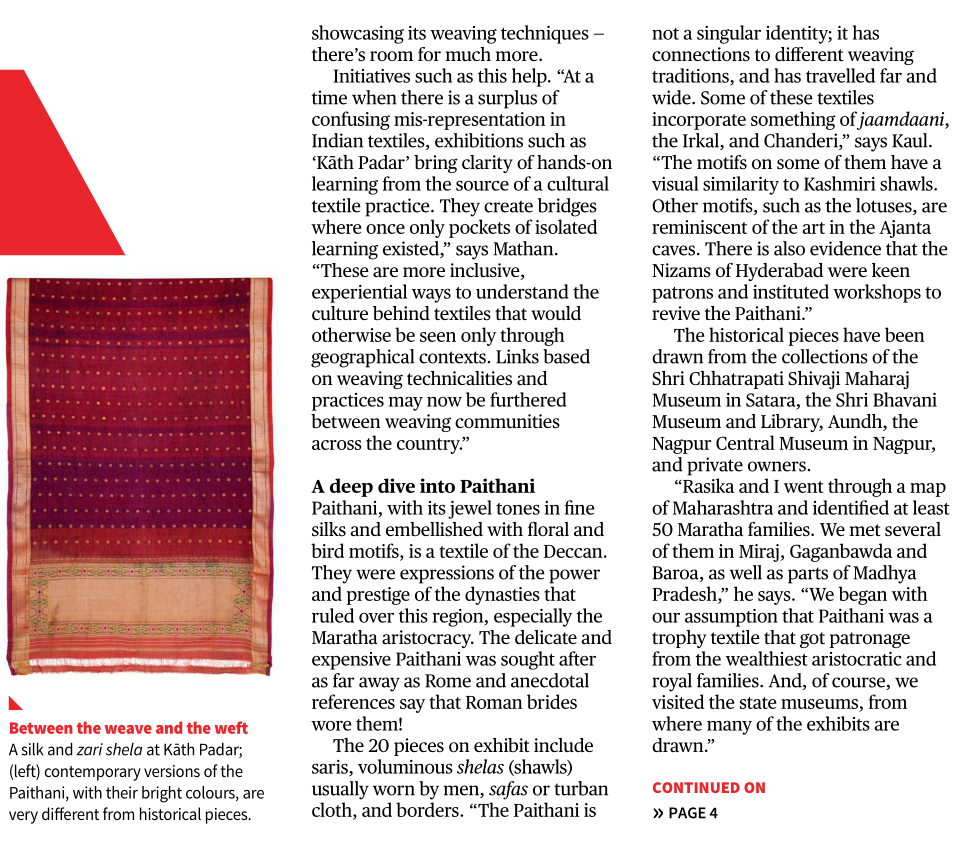 showcasing its weaving techniques —
there’s room for much more.
Initiatives such as this help. “At a
time when there is a surplus of
confusing mis-representation in
Indian textiles, exhibitions such as
‘Kāth Padar’ bring clarity of hands-on
learning from the source of a cultural
textile practice. They create bridges
where once only pockets of isolated
learning existed,” says Mathan.
“These are more inclusive,
experiential ways to understand the
culture behind textiles that would
otherwise be seen only through
geographical contexts. Links based
on weaving technicalities and
practices may now be furthered
between weaving communities
across the country.”
A deep dive into Paithani
Paithani, with its jewel tones in fine
silks and embellished with floral and
bird motifs, is a textile of the Deccan.
They were expressions of the power
and prestige of the dynasties that
ruled over this region, especially the
Maratha aristocracy. The delicate and
expensive Paithani was sought after
as far away as Rome and anecdotal
references say that Roman brides
wore them!
The 20 pieces on exhibit include
saris, voluminous shelas (shawls)
usually worn by men, safas or turban
cloth, and borders. “The Paithani is
not a singular identity; it has
connections to different weaving
traditions, and has travelled far and
wide. Some of these textiles
incorporate something of jaamdaani,
the Irkal, and Chanderi,” says Kaul.
“The motifs on some of them have a
visual similarity to Kashmiri shawls.
Other motifs, such as the lotuses, are
reminiscent of the art in the Ajanta
caves. There is also evidence that the
Nizams of Hyderabad were keen
patrons and instituted workshops to
revive the Paithani.”
The historical pieces have been
drawn from the collections of the
Shri Chhatrapati Shivaji Maharaj
Museum in Satara, the Shri Bhavani
Museum and Library, Aundh, the
Nagpur Central Museum in Nagpur,
and private owners.
“Rasika and I went through a map
of Maharashtra and identified at least
50 Maratha families. We met several
of them in Miraj, Gaganbawda and
Baroa, as well as parts of Madhya
Pradesh,” he says. “We began with
our assumption that Paithani was a
trophy textile that got patronage
from the wealthiest aristocratic and
royal families. And, of course, we
visited the state museums, from
where many of the exhibits are
drawn.”
CONTINUED ON
» PAGE 4
Between the weave and the weft
A silk and zari shela at Kāth Padar;
(left) contemporary versions of the
Paithani, with their bright colours, are
very different from historical pieces.